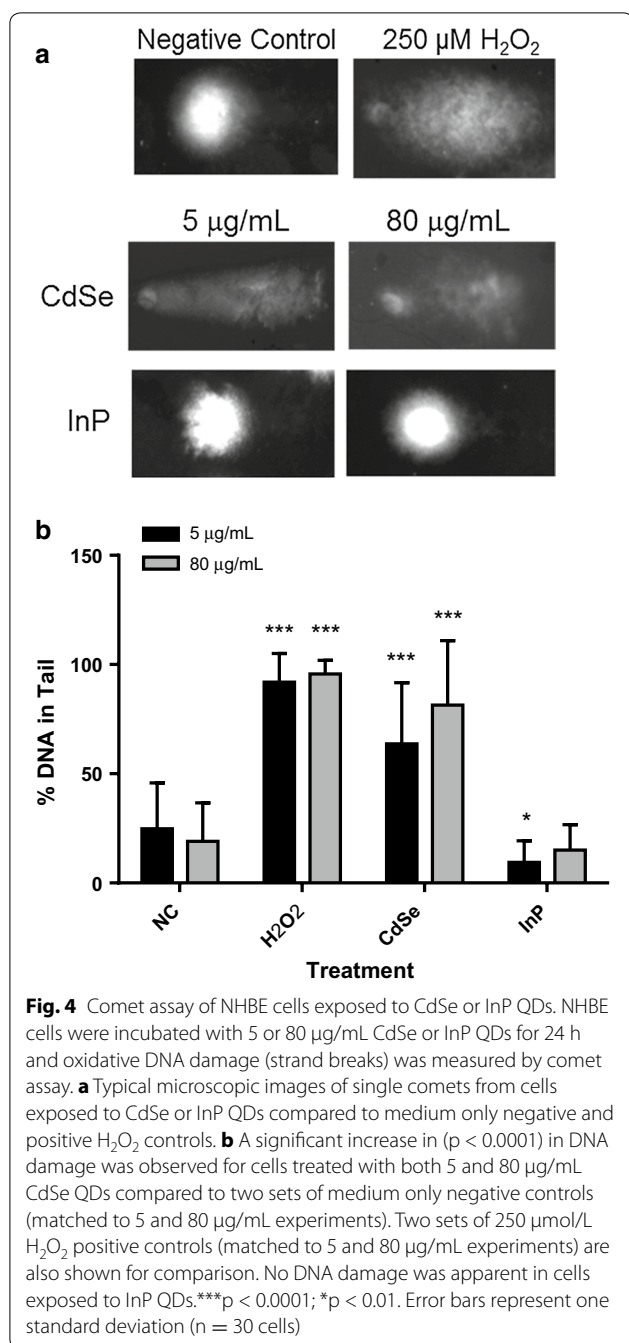 a
Negative Control 250 µM H₂O₂
5 µg/mL 80 µg/mL
CdSe
InP
b
5 µg/mL
80 µg/mL
150
100
50
0
% DNA in Tail
*** *** *** *** *
NC H2O2 CdSe InP
Treatment
Fig. 4 Comet assay of NHBE cells exposed to CdSe or InP QDs. NHBE
cells were incubated with 5 or 80 µg/mL CdSe or InP QDs for 24 h
and oxidative DNA damage (strand breaks) was measured by comet
assay. a Typical microscopic images of single comets from cells
exposed to CdSe or InP QDs compared to medium only negative and
positive H₂O₂ controls. b A significant increase in (p < 0.0001) in DNA
damage was observed for cells treated with both 5 and 80 µg/mL
CdSe QDs compared to two sets of medium only negative controls
(matched to 5 and 80 µg/mL experiments). Two sets of 250 µmol/L
H₂O₂ positive controls (matched to 5 and 80 µg/mL experiments) are
also shown for comparison. No DNA damage was apparent in cells
exposed to InP QDs.***p < 0.0001; *p < 0.01. Error bars represent one
standard deviation (n = 30 cells)